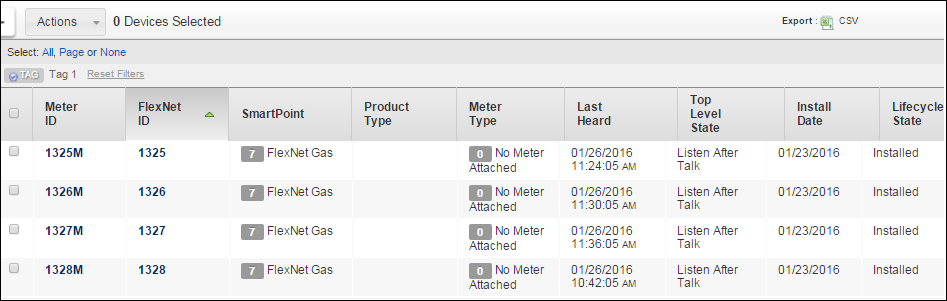 Actions 0 Devices Selected Export : CSV
Select: All, Page or None
TAG Tag 1 Reset Filters
Meter ID FlexNet ID SmartPoint Product Type Meter Type Last Heard Top Level State Install Date Lifecycle State
1325M 1325 7 FlexNet Gas 0 No Meter Attached 01/26/2016 11:24:05 AM Listen After Talk 01/23/2016 Installed
1326M 1326 7 FlexNet Gas 0 No Meter Attached 01/26/2016 11:30:05 AM Listen After Talk 01/23/2016 Installed
1327M 1327 7 FlexNet Gas 0 No Meter Attached 01/26/2016 11:36:05 AM Listen After Talk 01/23/2016 Installed
1328M 1328 7 FlexNet Gas 0 No Meter Attached 01/26/2016 10:42:05 AM Listen After Talk 01/23/2016 Installed